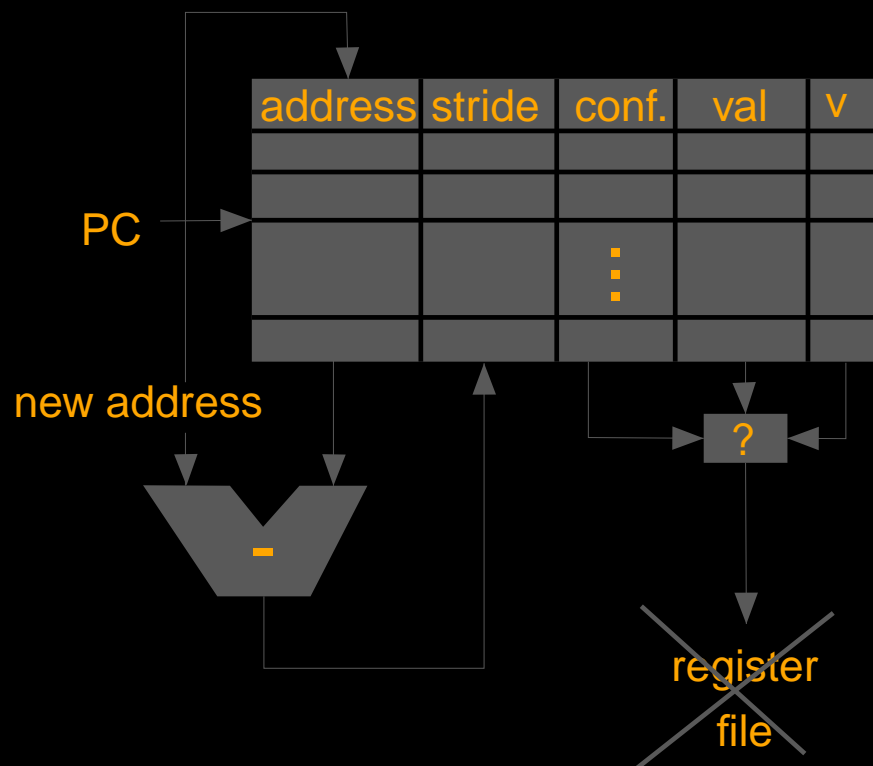 address stride conf. val v
PC
new address
?
-
register
file